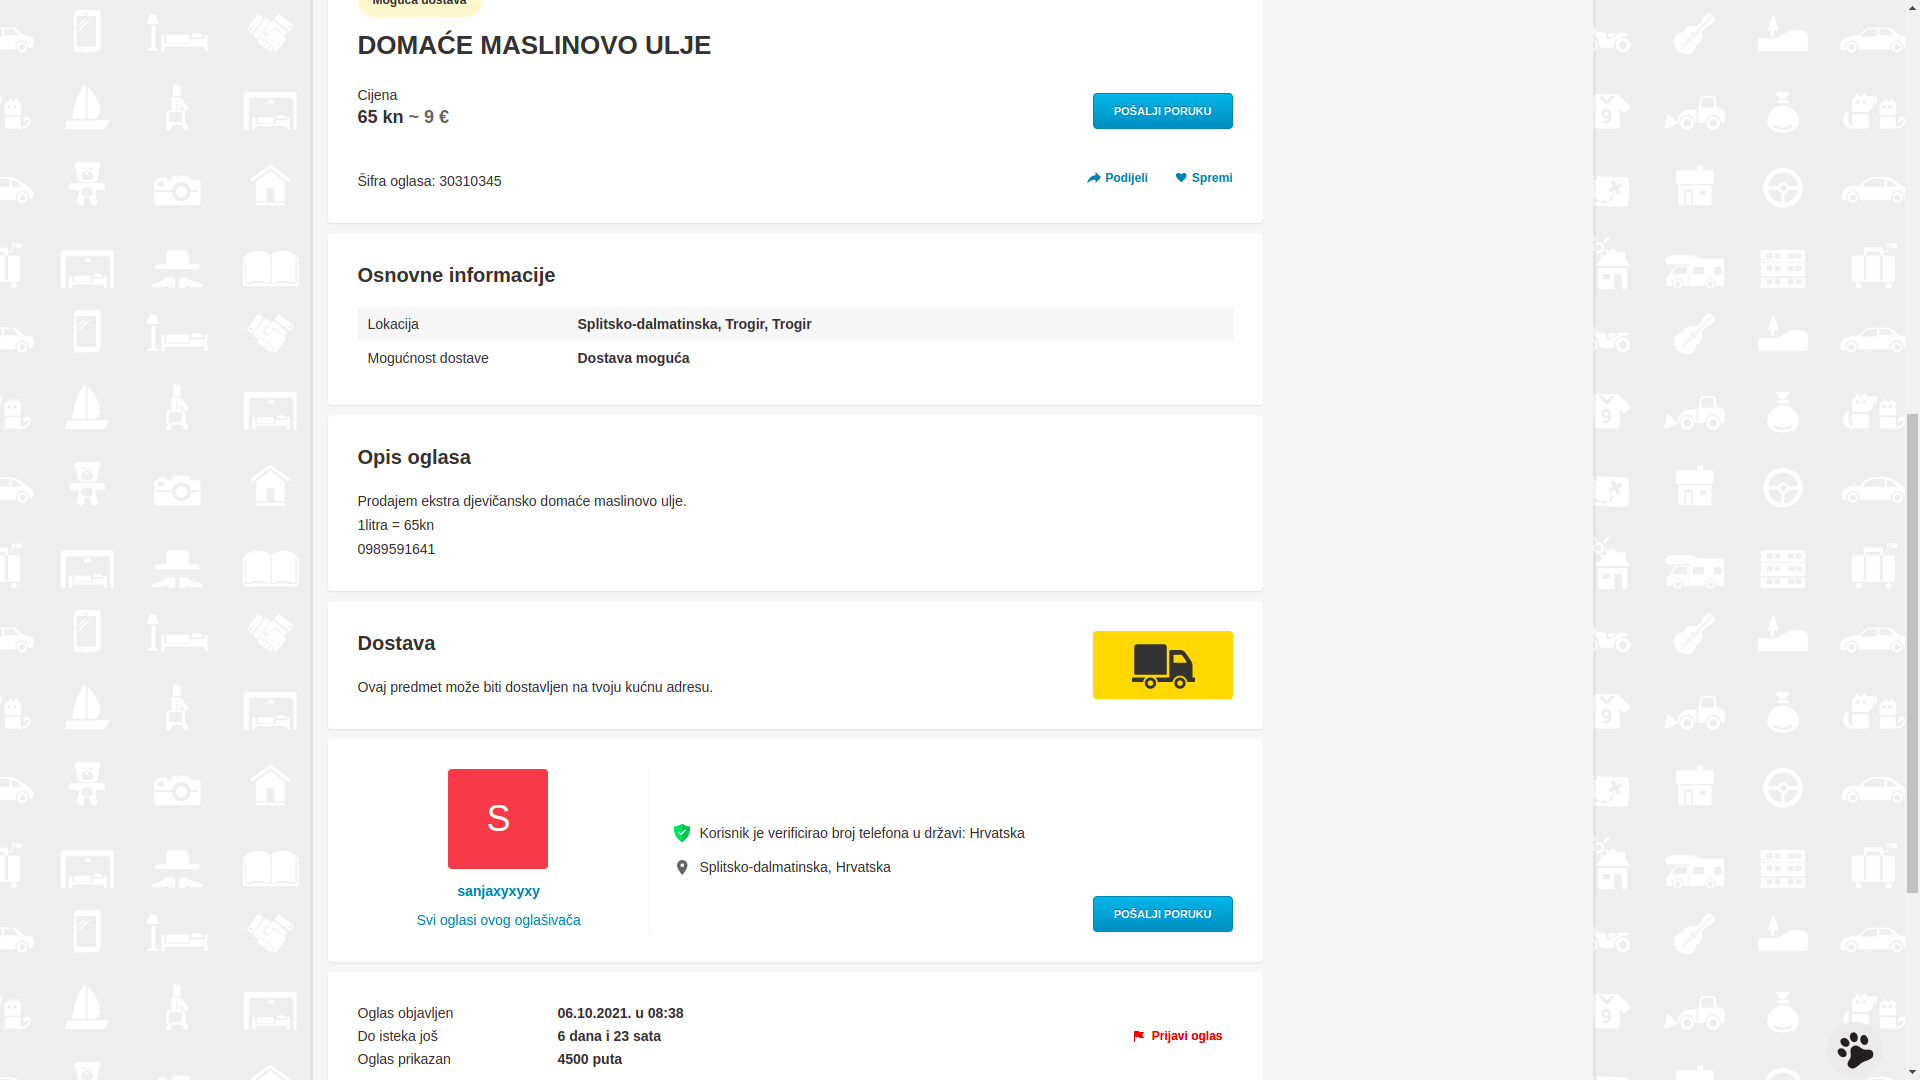 Moguća dostava
DOMAĆE MASLINOVO ULJE
Cijena
65 kn ~ 9 €
POŠALJI PORUKU
Šifra oglasa: 30310345
Podijeli
Spremi
Osnovne informacije
Lokacija
Splitsko-dalmatinska, Trogir, Trogir
Mogućnost dostave
Dostava moguća
Opis oglasa
Prodajem ekstra djevičansko domaće maslinovo ulje.
1litra = 65kn
0989591641
Dostava
Ovaj predmet može biti dostavljen na tvoju kućnu adresu.
S
sanjaxyxyxy
Svi oglasi ovog oglašivača
Korisnik je verificirao broj telefona u državi: Hrvatska
Splitsko-dalmatinska, Hrvatska
POŠALJI PORUKU
Oglas objavljen
06.10.2021. u 08:38
Do isteka još
6 dana i 23 sata
Prijavi oglas
Oglas prikazan
4500 puta